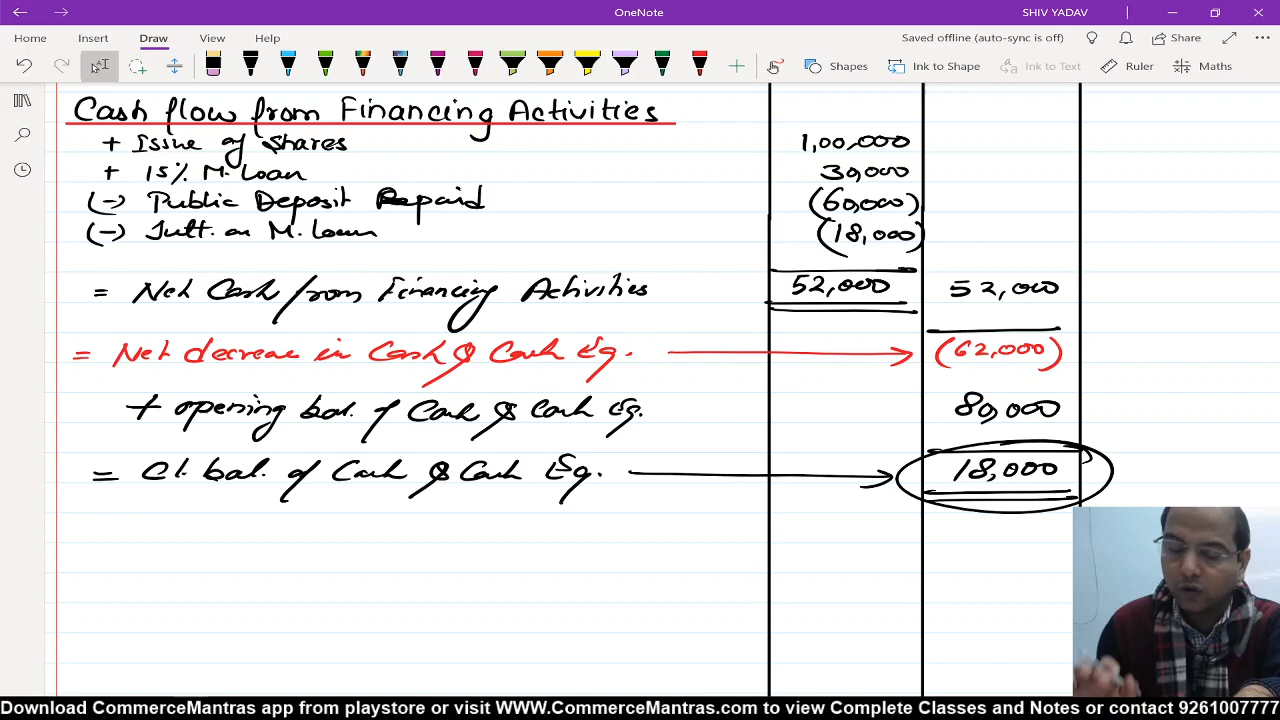 OneNote
SHIV YADAV
Home Insert Draw View Help
Saved offline (auto-sync is off)
Share
Shapes
Ink to Shape
Ink to Text
Ruler
Maths
Cash flow from Financing Activities
+ Issue of Shares 1,00,000
+ 15% M. Loan 30,000
(-) Public Deposit Repaid (60,000)
(-) Intt. on M. Loan (18,000)
= Net Cash from Financing Activities 52,000 52,000
= Net decrease in Cash & Cash Eq. (62,000)
+ opening bal. of Cash & Cash Eq. 80,000
= Cl. bal. of Cash & Cash Eq. 18,000
Download CommerceMantras app from playstore or visit WWW.CommerceMantras.com to view Complete Classes and Notes or contact 9261007777